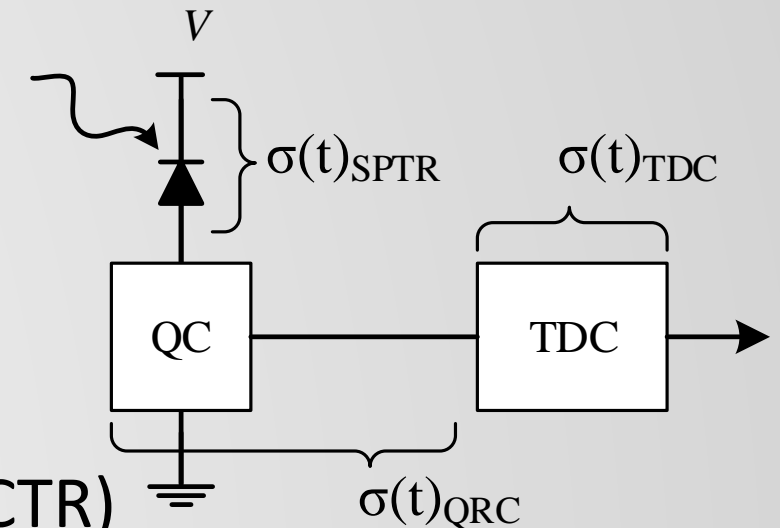 V
σ(t)SPTR
σ(t)TDC
QC
TDC
CTR)
σ(t)QRC